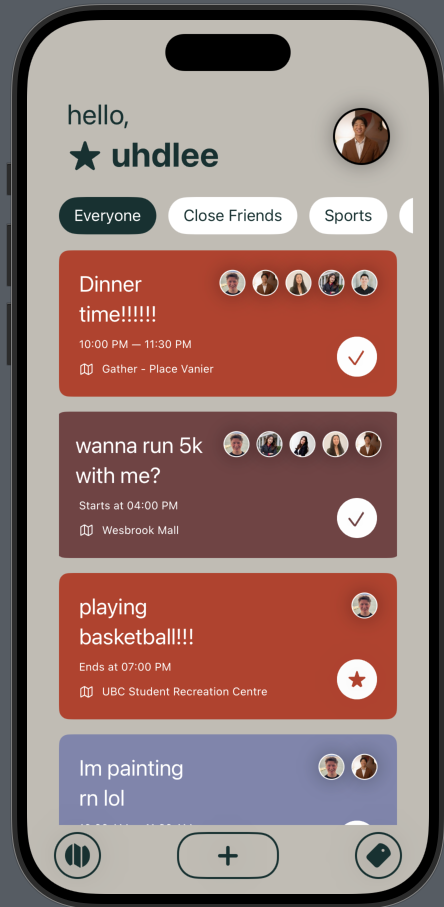 hello,
★ uhdlee
Everyone
Close Friends
Sports
Dinner
time!!!!!!
10:00 PM — 11:30 PM
Gather - Place Vanier
wanna run 5k
with me?
Starts at 04:00 PM
Wesbrook Mall
playing
basketball!!!
Ends at 07:00 PM
UBC Student Recreation Centre
Im painting
rn lol